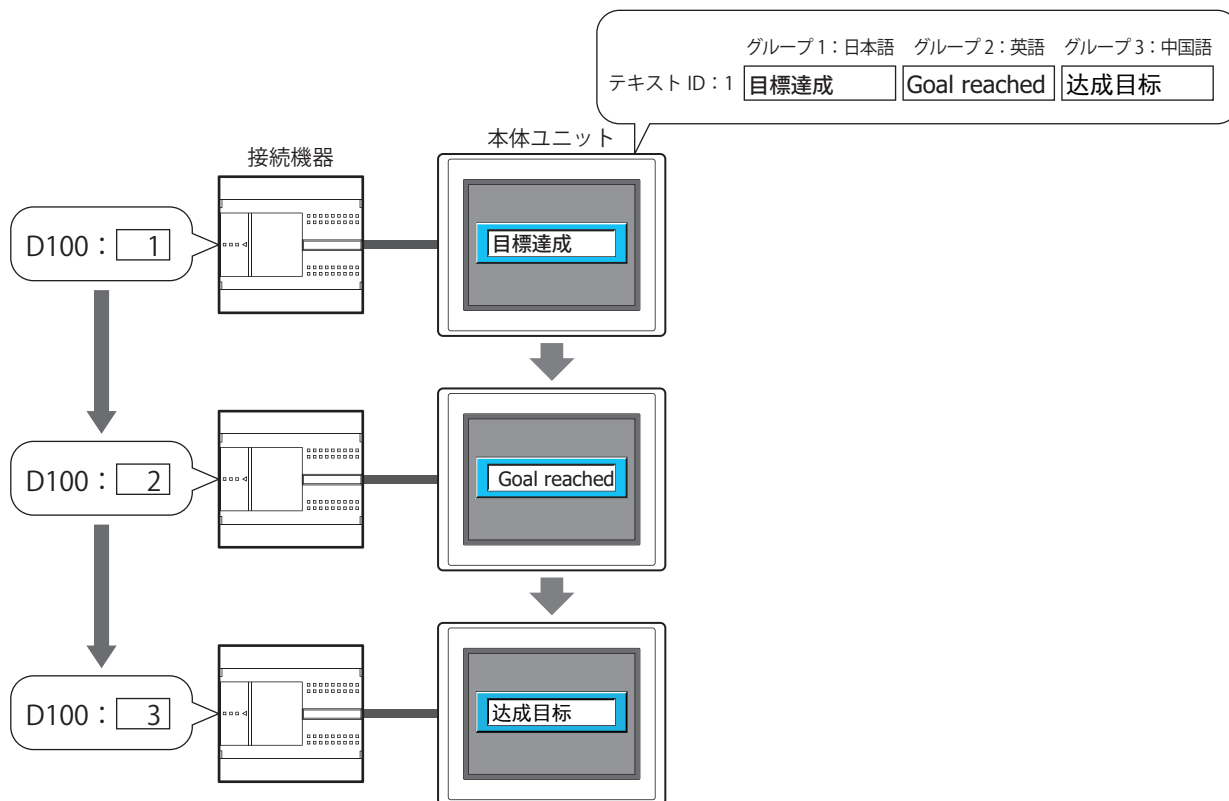 グループ 1：日本語 グループ 2：英語 グループ 3：中国語
テキスト ID：1 目標達成 Goal reached 达成目标
接続機器 本体ユニット
D100： 1
目標達成
D100： 2
Goal reached
D100： 3
达成目标